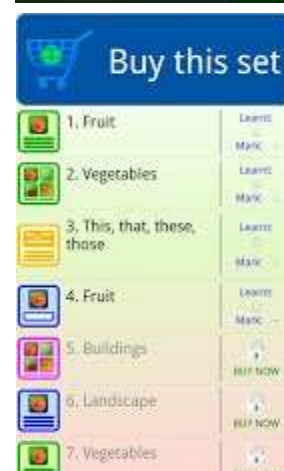 Buy this set
1. Fruit
Learnt:
Mark: -
2. Vegetables
Learnt:
Mark: -
3. This, that, these,
those
Learnt:
Mark: -
4. Fruit
Learnt:
Mark: -
5. Buildings
BUY NOW
6. Landscape
BUY NOW
7. Vegetables